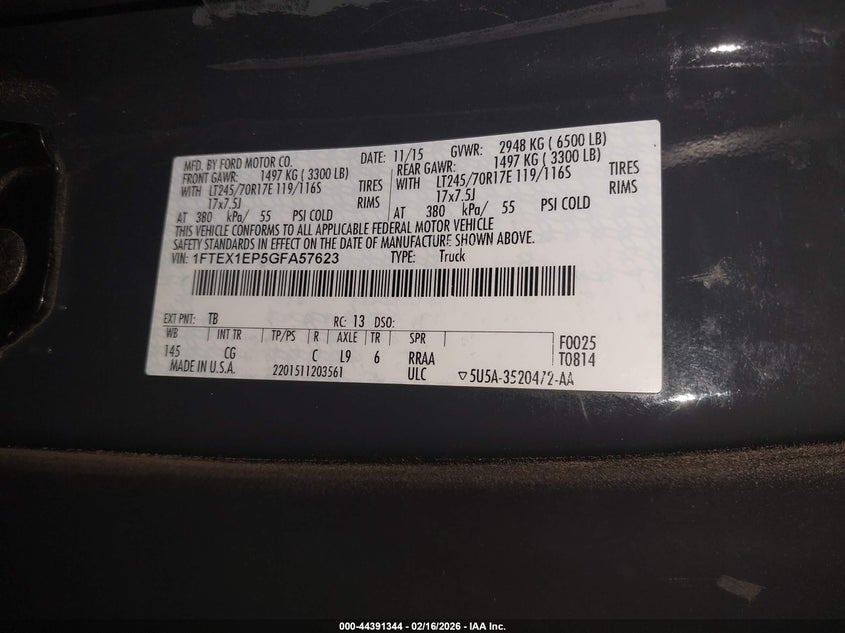 MFD. BY FORD MOTOR CO. DATE: 11/15 GVWR: 2948 KG ( 6500 LB)
FRONT GAWR: 1497 KG ( 3300 LB) REAR GAWR: 1497 KG ( 3300 LB)
WITH LT245/70R17E 119/116S TIRES WITH LT245/70R17E 119/116S TIRES
17x7.5J RIMS 17x7.5J RIMS
AT 380 kPa/ 55 PSI COLD AT 380 kPa/ 55 PSI COLD
THIS VEHICLE CONFORMS TO ALL APPLICABLE FEDERAL MOTOR VEHICLE
SAFETY STANDARDS IN EFFECT ON THE DATE OF MANUFACTURE SHOWN ABOVE.
VIN: 1FTEX1EP5GFA57623 TYPE: Truck
EXT PNT: TB RC: 13 DSO:
WB INT TR TP/PS R AXLE TR SPR F0025
145 CG C L9 6 RRAA T0814
MADE IN U.S.A. 2201511203561 ULC ▽5U5A-3520472-AA
000-44391344 | 02/16/2026 | IAA Inc.